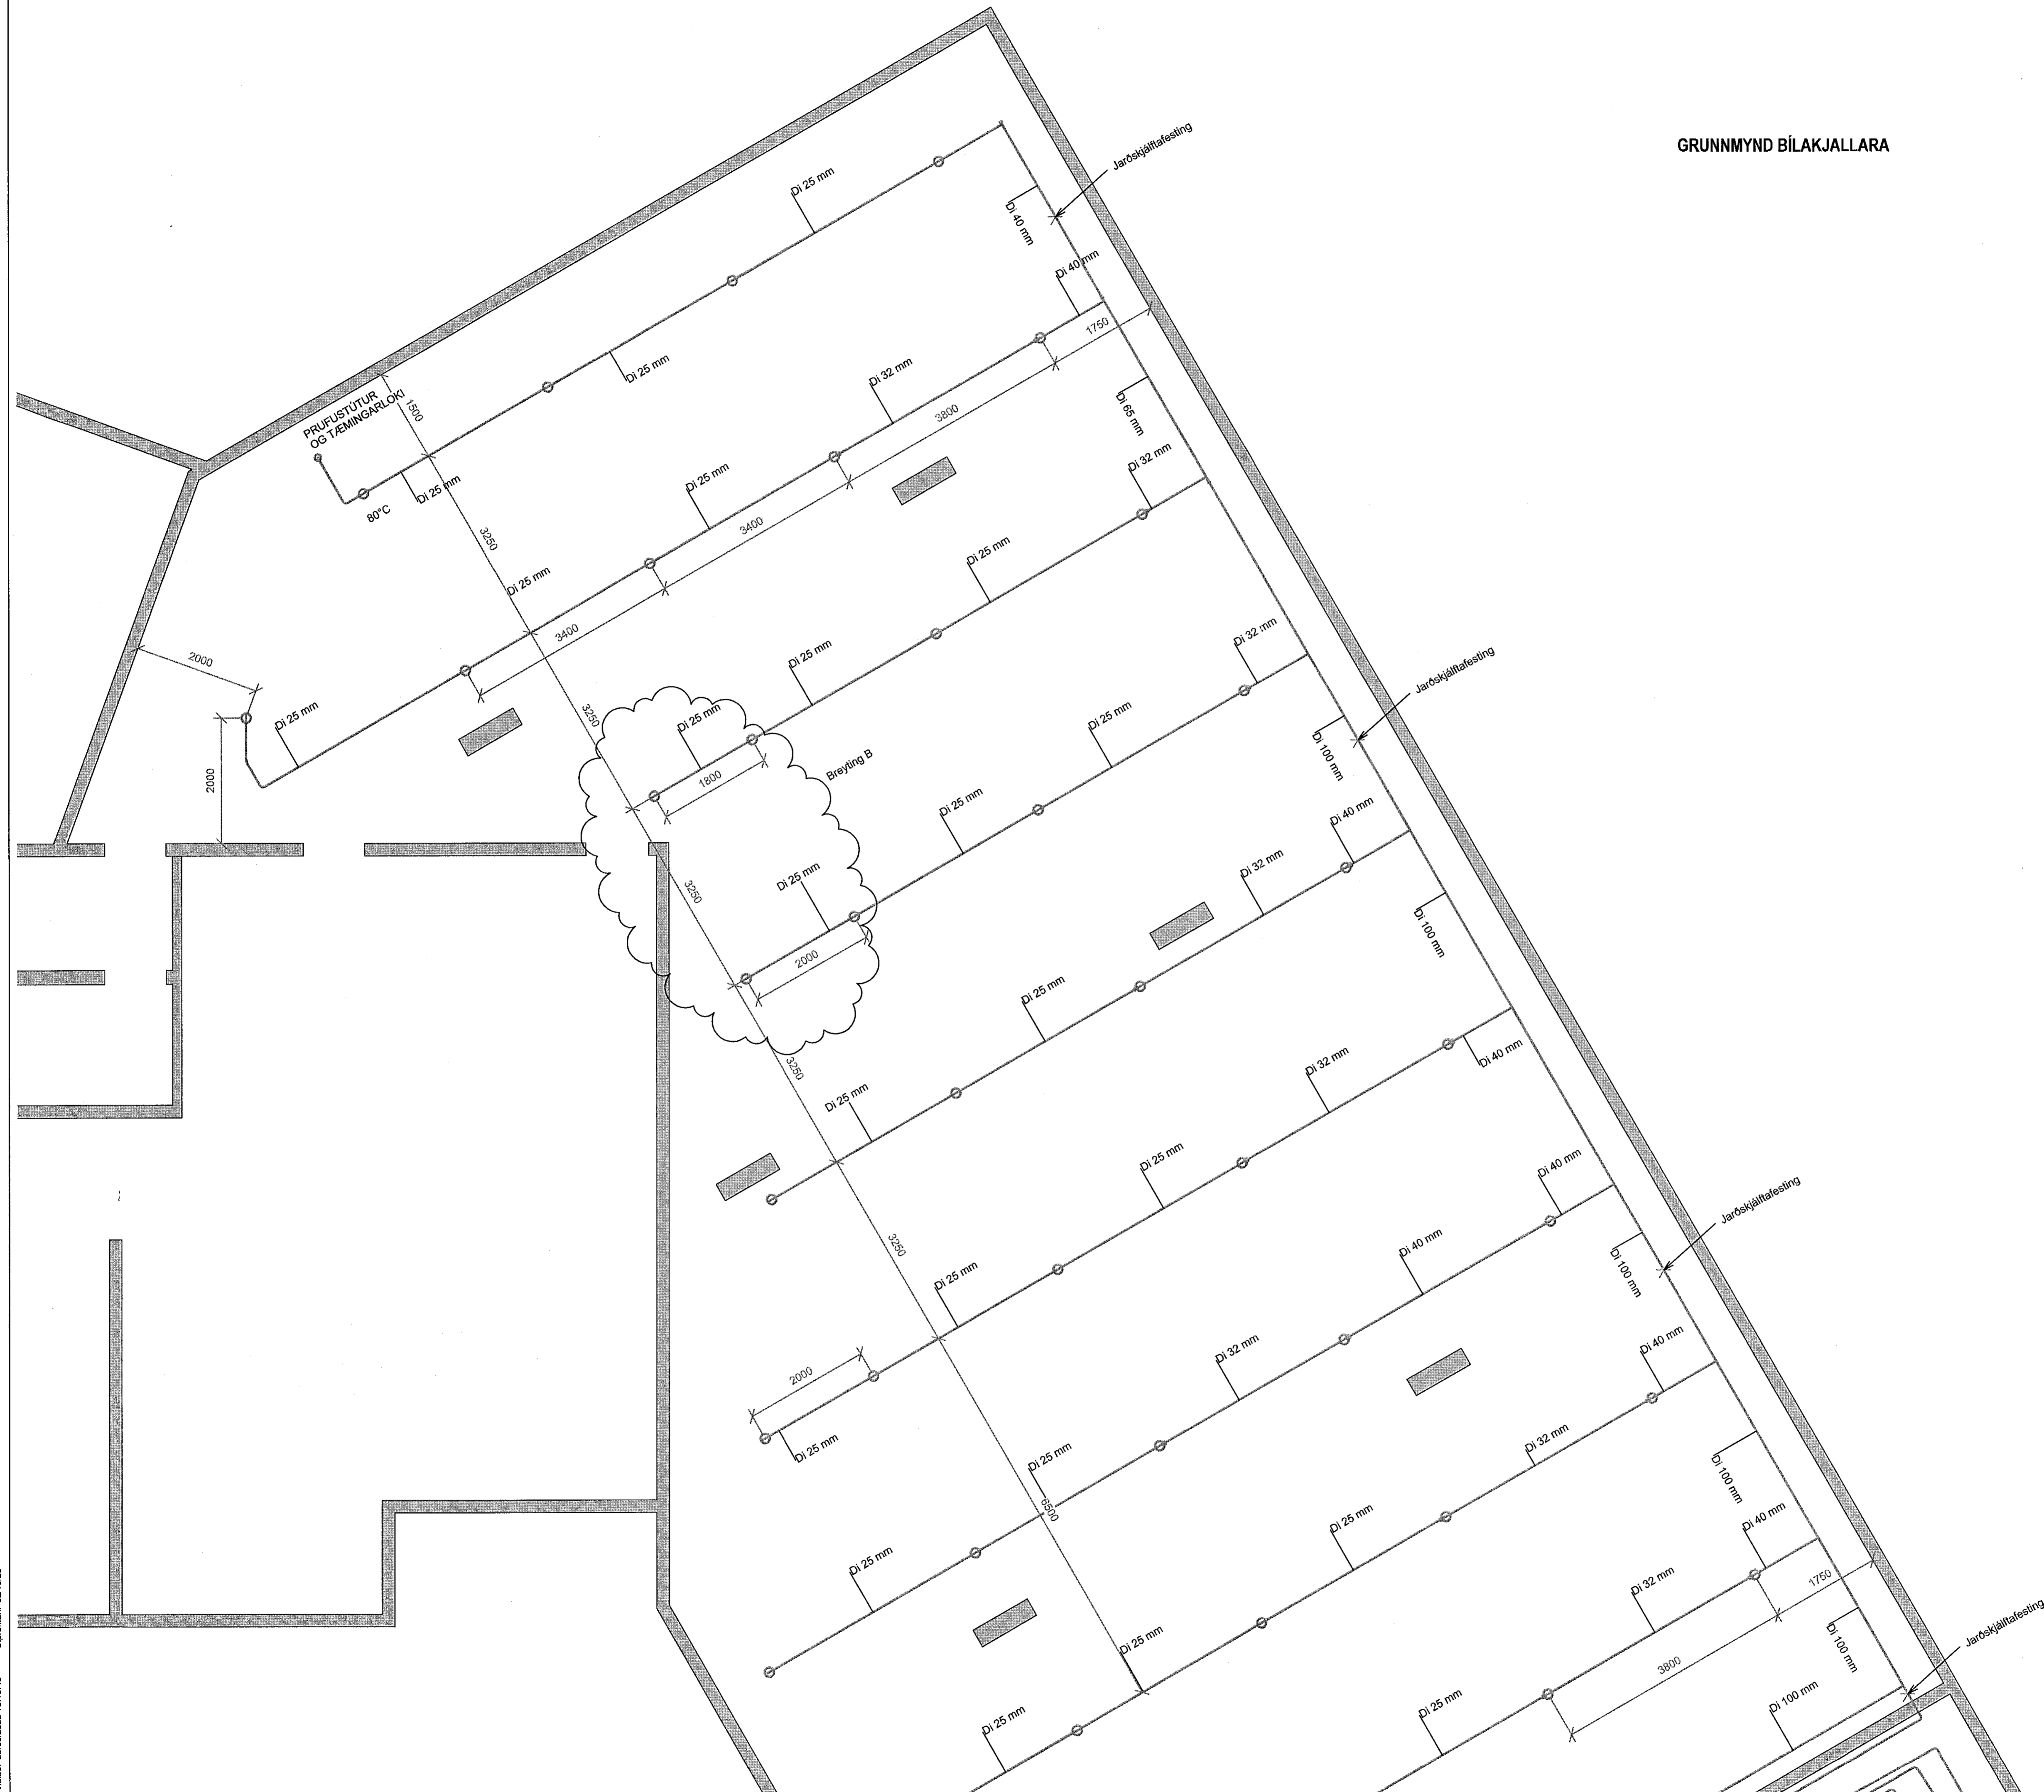 GRUNNMYND BÍLAKJALLARA
Jarðskjálftafesting
Di 25 mm
Di 40 mm
Di 40 mm
1750
Di 25 mm
Di 32 mm
3800
Di 65 mm
PRUFUSTÚTUR
OG TÆMINGARLOKI
1500
Di 25 mm
80°C
Di 25 mm
Di 32 mm
3250
3400
Di 25 mm
Di 25 mm
3400
2000
Di 25 mm
2000
3250
Di 25 mm
Di 32 mm
Jarðskjálftafesting
Di 25 mm
1800
Breyting B
Di 25 mm
Di 100 mm
Di 25 mm
Di 40 mm
3250
Di 25 mm
Di 32 mm
Di 100 mm
2000
Di 25 mm
3250
Di 25 mm
Di 32 mm
Di 40 mm
Di 25 mm
Di 40 mm
Jarðskjálftafesting
3250
Di 25 mm
Di 40 mm
Di 100 mm
2000
Di 32 mm
Di 40 mm
Di 25 mm
Di 25 mm
Di 32 mm
Di 100 mm
6500
Di 25 mm
Di 25 mm
Di 40 mm
Di 32 mm
1750
Di 25 mm
3800
Di 100 mm
Jarðskjálftafesting
Di 25 mm
Di 25 mm
Di 100 mm